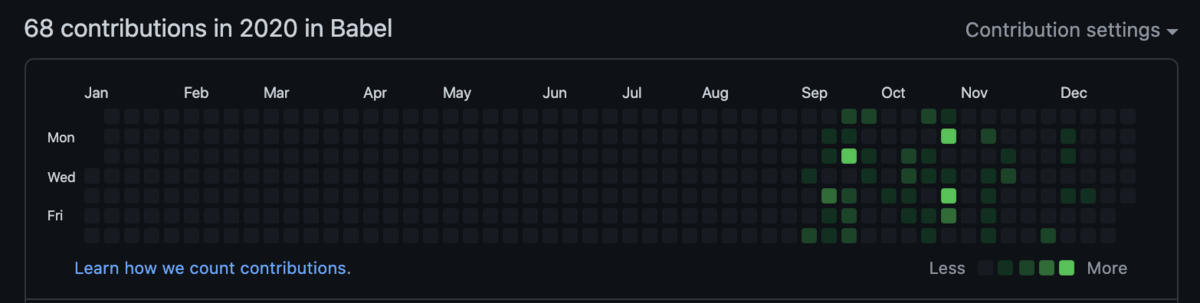 68 contributions in 2020 in Babel
Contribution settings
Jan Feb Mar Apr May Jun Jul Aug Sep Oct Nov Dec
Mon
Wed
Fri
Learn how we count contributions.
Less More